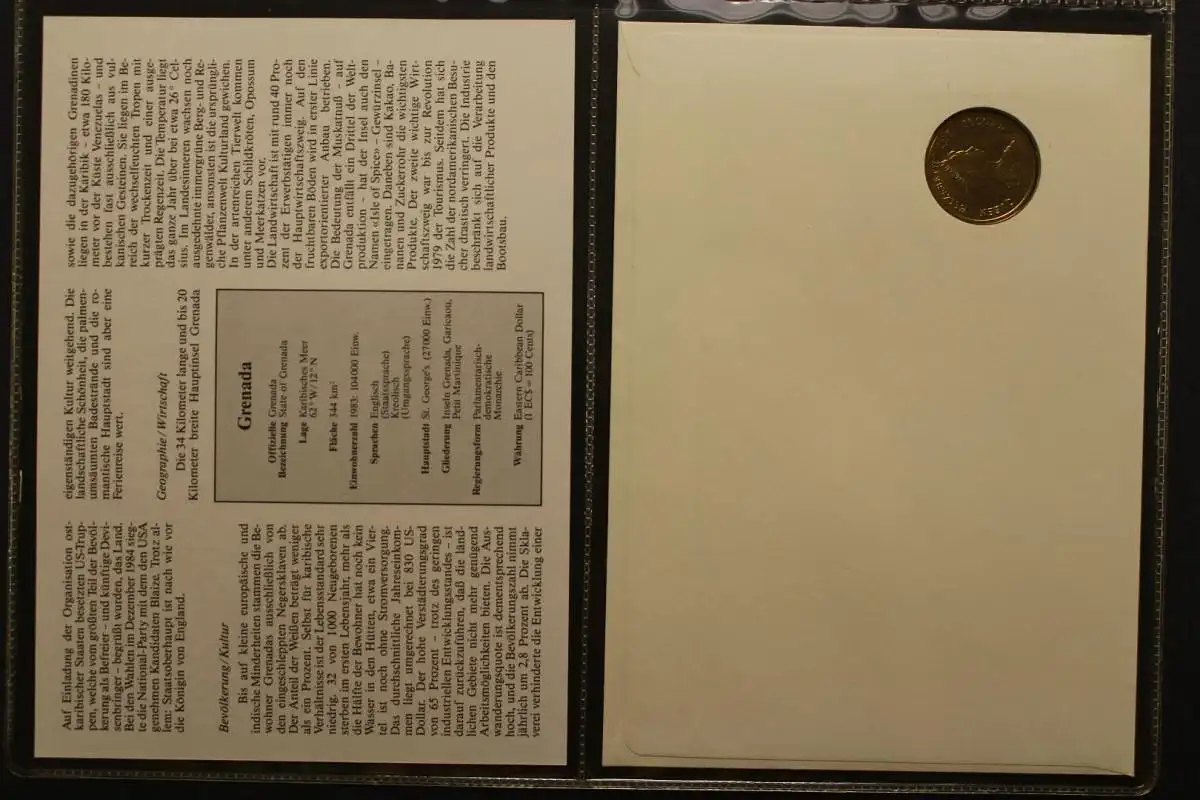 Auf Einladung der Organisation ost-
karibischer Staaten besetzten US-Trup-
pen, welche vom größten Teil der Bevöl-
kerung als Befreier – und künftige Devi-
senbringer – begrüßt wurden, das Land.
Bei den Wahlen im Dezember 1984 sieg-
te die National-Party mit dem den USA
genehmen Kandidaten Blaize. Trotz al-
lem: Staatsoberhaupt ist nach wie vor
die Königin von England.
Bevölkerung/Kultur
Bis auf kleine europäische und
indische Minderheiten stammen die Be-
wohner Grenadas ausschließlich von
den eingeschleppten Negersklaven ab.
Der Anteil der Weißen beträgt weniger
als ein Prozent. Selbst für karibische
Verhältnisse ist der Lebensstandard sehr
niedrig. 32 von 1000 Neugeborenen
sterben im ersten Lebensjahr, mehr als
die Hälfte der Bewohner hat noch kein
Wasser in den Hütten, etwa ein Vier-
tel ist noch ohne Stromversorgung.
Das durchschnittliche Jahreseinkom-
men liegt umgerechnet bei 830 US-
Dollar. Der hohe Verstädterungsgrad
von 65 Prozent – trotz des geringen
industriellen Entwicklungsstandes – ist
darauf zurückzuführen, daß die länd-
lichen Gebiete nicht mehr genügend
Arbeitsmöglichkeiten bieten. Die Aus-
wanderungsquote ist dementsprechend
hoch, und die Bevölkerungszahl nimmt
jährlich um 2,8 Prozent ab. Die Skla-
verei verhinderte die Entwicklung einer
eigenständigen Kultur weitgehend. Die
landschaftliche Schönheit, die palmen-
umsäumten Badestrände und die ro-
mantische Hauptstadt sind aber eine
Ferienreise wert.
Geographie/Wirtschaft
Die 34 Kilometer lange und bis 20
Kilometer breite Hauptinsel Grenada
Grenada
Offizielle Grenada
Bezeichnung State of Grenada
Lage Karibisches Meer
62° W/12° N
Fläche 344 km²
Einwohnerzahl 1983: 104000 Einw.
Sprachen Englisch
(Staatssprache)
Kreolisch
(Umgangssprache)
Hauptstadt St. George's (27000 Einw.)
Gliederung Inseln Grenada, Caricaou,
Petit Martinique
Regierungsform Parlamentarisch-
demokratische
Monarchie
Währung Eastern Caribbean Dollar
(1 EC$ = 100 Cents)
sowie die dazugehörigen Grenadinen
liegen in der Karibik – etwa 180 Kilo-
meter vor der Küste Venezuelas – und
bestehen fast ausschließlich aus vul-
kanischen Gesteinen. Sie liegen im Be-
reich der wechselfeuchten Tropen mit
kurzer Trockenzeit und einer ausge-
prägten Regenzeit. Die Temperatur liegt
das ganze Jahr über bei etwa 26° Cel-
sius. Im Landesinneren wachsen noch
ausgedehnte immergrüne Berg- und Re-
genwälder, ansonsten ist die ursprüngli-
che Pflanzenwelt Kulturland gewichen.
In der artenreichen Tierwelt kommen
unter anderem Schildkröten, Opossum
und Meerkatzen vor.
Die Landwirtschaft ist mit rund 40 Pro-
zent der Erwerbstätigen immer noch
der Hauptwirtschaftszweig. Auf den
fruchtbaren Böden wird in erster Linie
exportorientierter Anbau betrieben.
Die Bedeutung der Muskatnuß – auf
Grenada entfällt ein Drittel der Welt-
produktion – hat der Insel auch den
Namen «Isle of Spice» – Gewürzinsel –
eingetragen. Daneben sind Kakao, Ba-
nanen und Zuckerrohr die wichtigsten
Produkte. Der zweite wichtige Wirt-
schaftszweig war bis zur Revolution
1979 der Tourismus. Seitdem hat sich
die Zahl der nordamerikanischen Besu-
cher drastisch verringert. Die Industrie
beschränkt sich auf die Verarbeitung
landwirtschaftlicher Produkte und den
Bootsbau.
QUEEN ELIZABETH